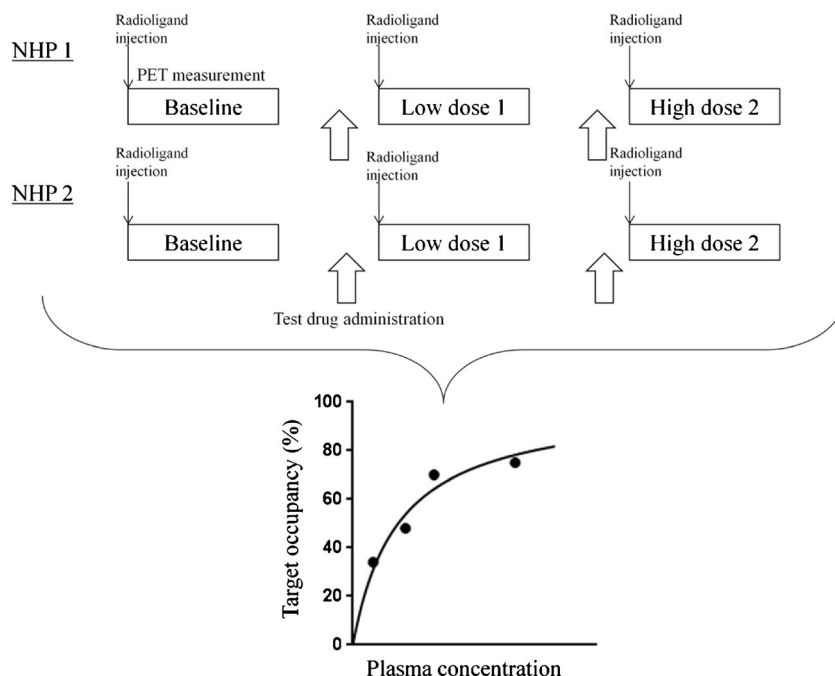 Radioligand
injection
Radioligand
injection
Radioligand
injection
NHP 1
PET measurement
Baseline
Low dose 1
High dose 2
Radioligand
injection
Radioligand
injection
Radioligand
injection
NHP 2
Baseline
Low dose 1
High dose 2
Test drug administration
100
80
60
40
20
0
Target occupancy (%)
Plasma concentration